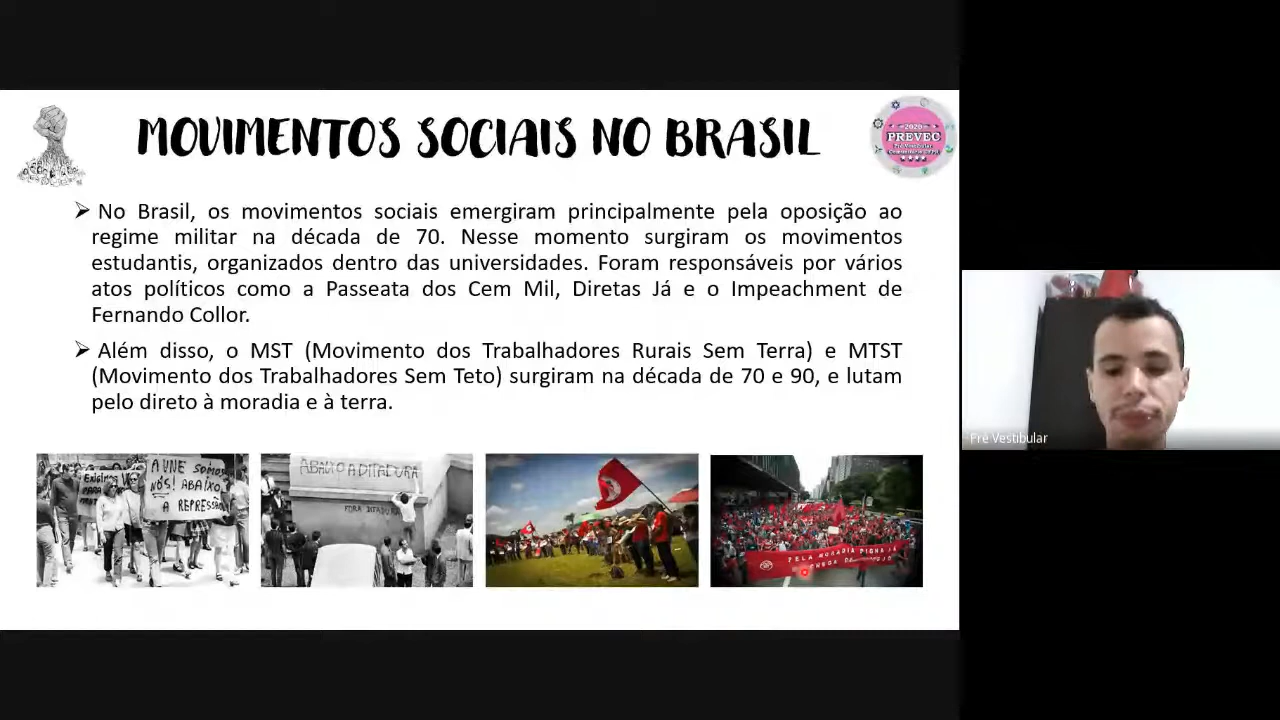 MOVIMENTOS SOCIAIS NO BRASIL
2020
PREVEC
No Brasil, os movimentos sociais emergiram principalmente pela oposição ao
regime militar na década de 70. Nesse momento surgiram os movimentos
estudantis, organizados dentro das universidades. Foram responsáveis por vários
atos políticos como a Passeata dos Cem Mil, Diretas Já e o Impeachment de
Fernando Collor.
Além disso, o MST (Movimento dos Trabalhadores Rurais Sem Terra) e MTST
(Movimento dos Trabalhadores Sem Teto) surgiram na década de 70 e 90, e lutam
pelo direto à moradia e à terra.
A UNE SOMOS
NÓS! ABAIXO
A REPRESSÃO
ABAIXO A DITADURA
FORA DITADURA
PELA MORADIA DIGNA JÁ
Pré Vestibular